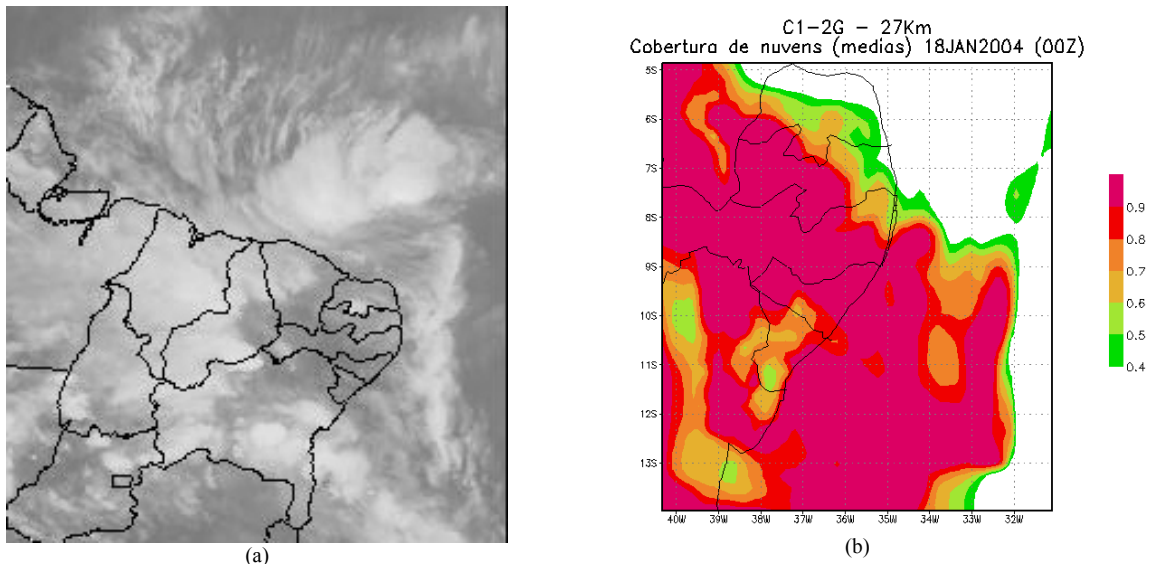 C1-2G - 27Km
Cobertura de nuvens (medias) 18JAN2004 (00Z)
5S
6S
7S
8S
9S
10S
11S
12S
13S
40W 39W 38W 37W 36W 35W 34W 33W 32W
0.9
0.8
0.7
0.6
0.5
0.4
(a)
(b)